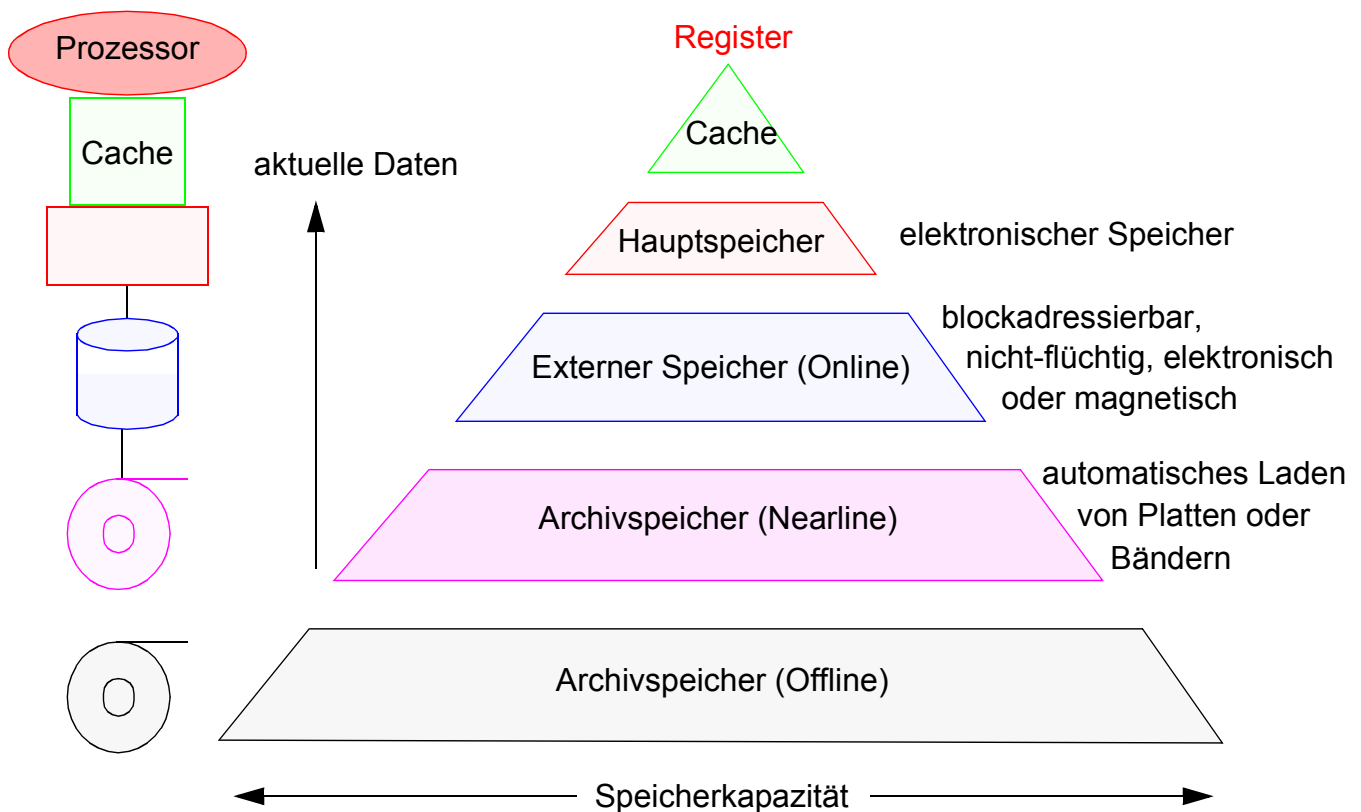 Prozessor
Register
Cache
Cache
aktuelle Daten
Hauptspeicher
elektronischer Speicher
Externer Speicher (Online)
blockadressierbar,
nicht-flüchtig, elektronisch
oder magnetisch
Archivspeicher (Nearline)
automatisches Laden
von Platten oder
Bändern
Archivspeicher (Offline)
Speicherkapazität